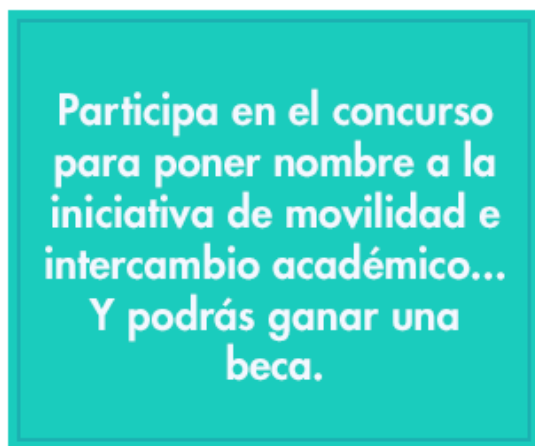 Participa en el concurso
para poner nombre a la
iniciativa de movilidad e
intercambio académico...
Y podrás ganar una
beca.